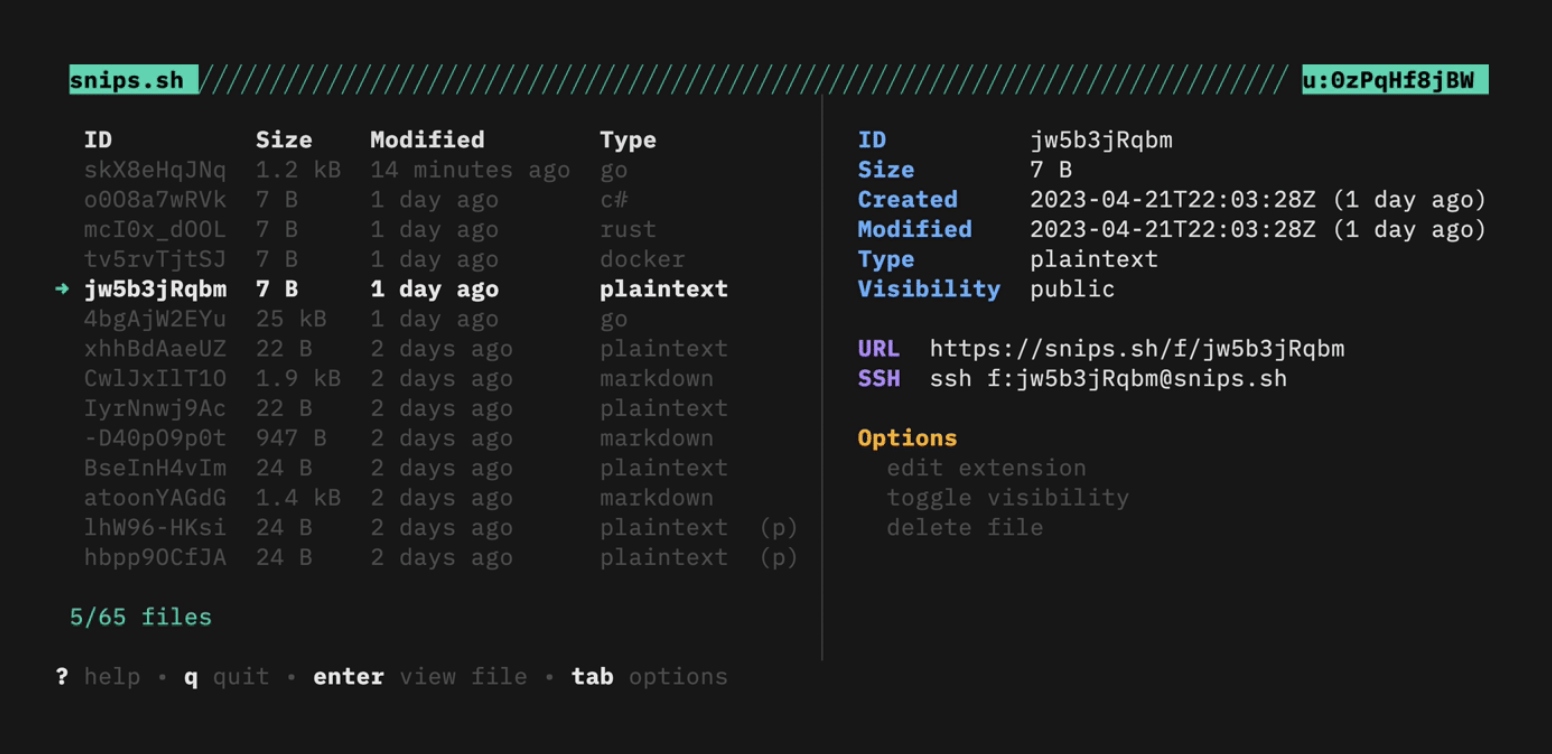 snips.sh u:0zPqHf8jBW
ID Size Modified Type
skX8eHqJNq 1.2 kB 14 minutes ago go
o0O8a7wRVk 7 B 1 day ago c#
mcI0x_dOOL 7 B 1 day ago rust
tv5rvTjtSJ 7 B 1 day ago docker
→ jw5b3jRqbm 7 B 1 day ago plaintext
4bgAjW2EYu 25 kB 1 day ago go
xhhBdAaeUZ 22 B 2 days ago plaintext
CwlJxIlT1O 1.9 kB 2 days ago markdown
IyrNnwj9Ac 22 B 2 days ago plaintext
-D40pO9p0t 947 B 2 days ago markdown
BseInH4vIm 24 B 2 days ago plaintext
atoonYAGdG 1.4 kB 2 days ago markdown
lhW96-HKsi 24 B 2 days ago plaintext (p)
hbpp9OCfJA 24 B 2 days ago plaintext (p)
5/65 files
? help • q quit • enter view file • tab options
ID jw5b3jRqbm
Size 7 B
Created 2023-04-21T22:03:28Z (1 day ago)
Modified 2023-04-21T22:03:28Z (1 day ago)
Type plaintext
Visibility public
URL https://snips.sh/f/jw5b3jRqbm
SSH ssh f:jw5b3jRqbm@snips.sh
Options
edit extension
toggle visibility
delete file